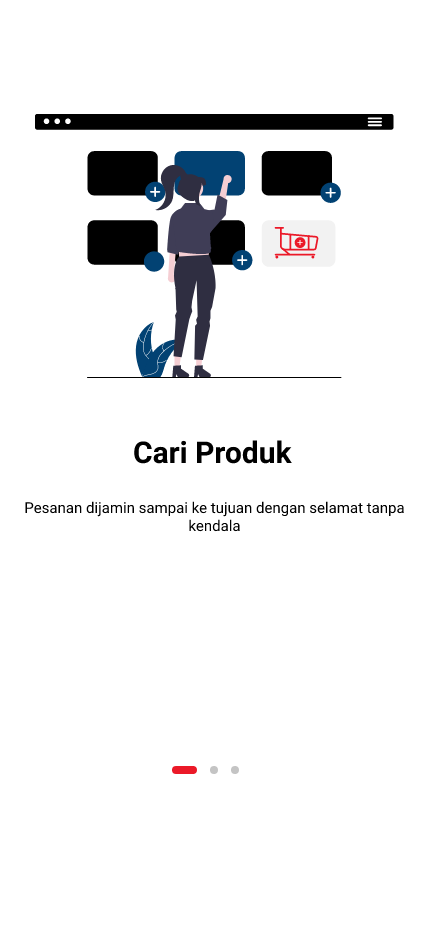 Cari Produk
Pesanan dijamin sampai ke tujuan dengan selamat tanpa
kendala